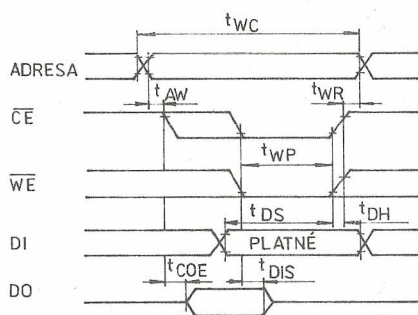 tWC
ADRESA
tAW
tWR
CE
tWP
WE
tDS
tDH
DI
PLATNÉ
tCOE
tDIS
DO